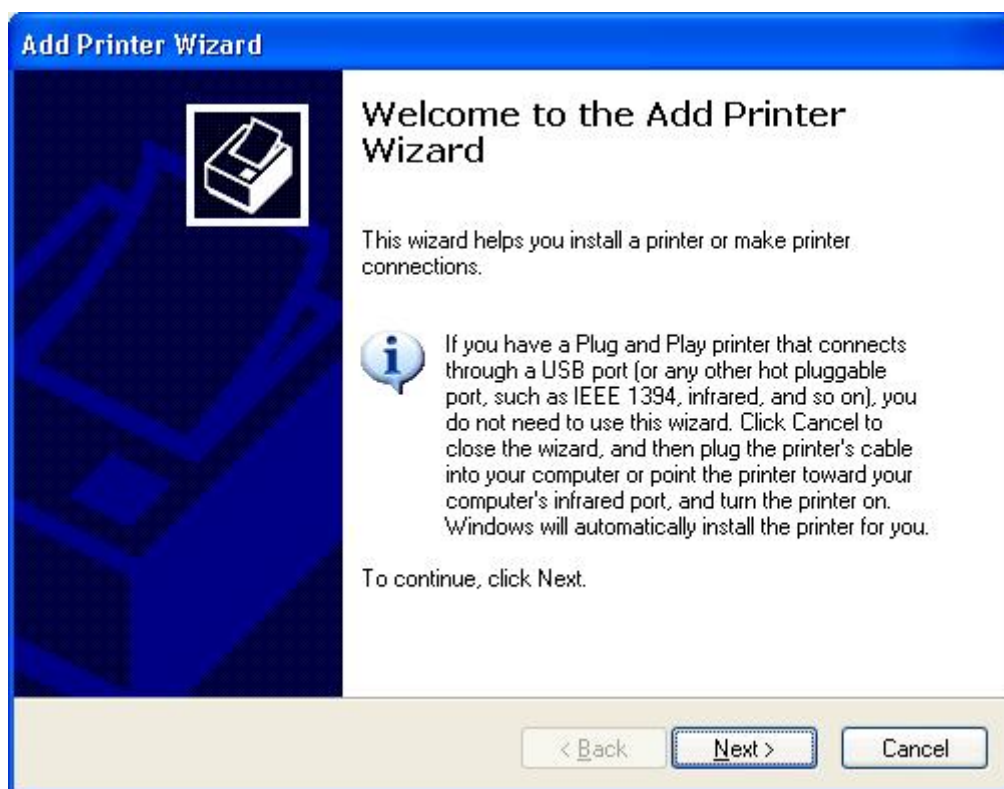 Add Printer Wizard
Welcome to the Add Printer
Wizard
This wizard helps you install a printer or make printer
connections.
If you have a Plug and Play printer that connects
through a USB port (or any other hot pluggable
port, such as IEEE 1394, infrared, and so on), you
do not need to use this wizard. Click Cancel to
close the wizard, and then plug the printer's cable
into your computer or point the printer toward your
computer's infrared port, and turn the printer on.
Windows will automatically install the printer for you.
To continue, click Next.
< Back
Next >
Cancel